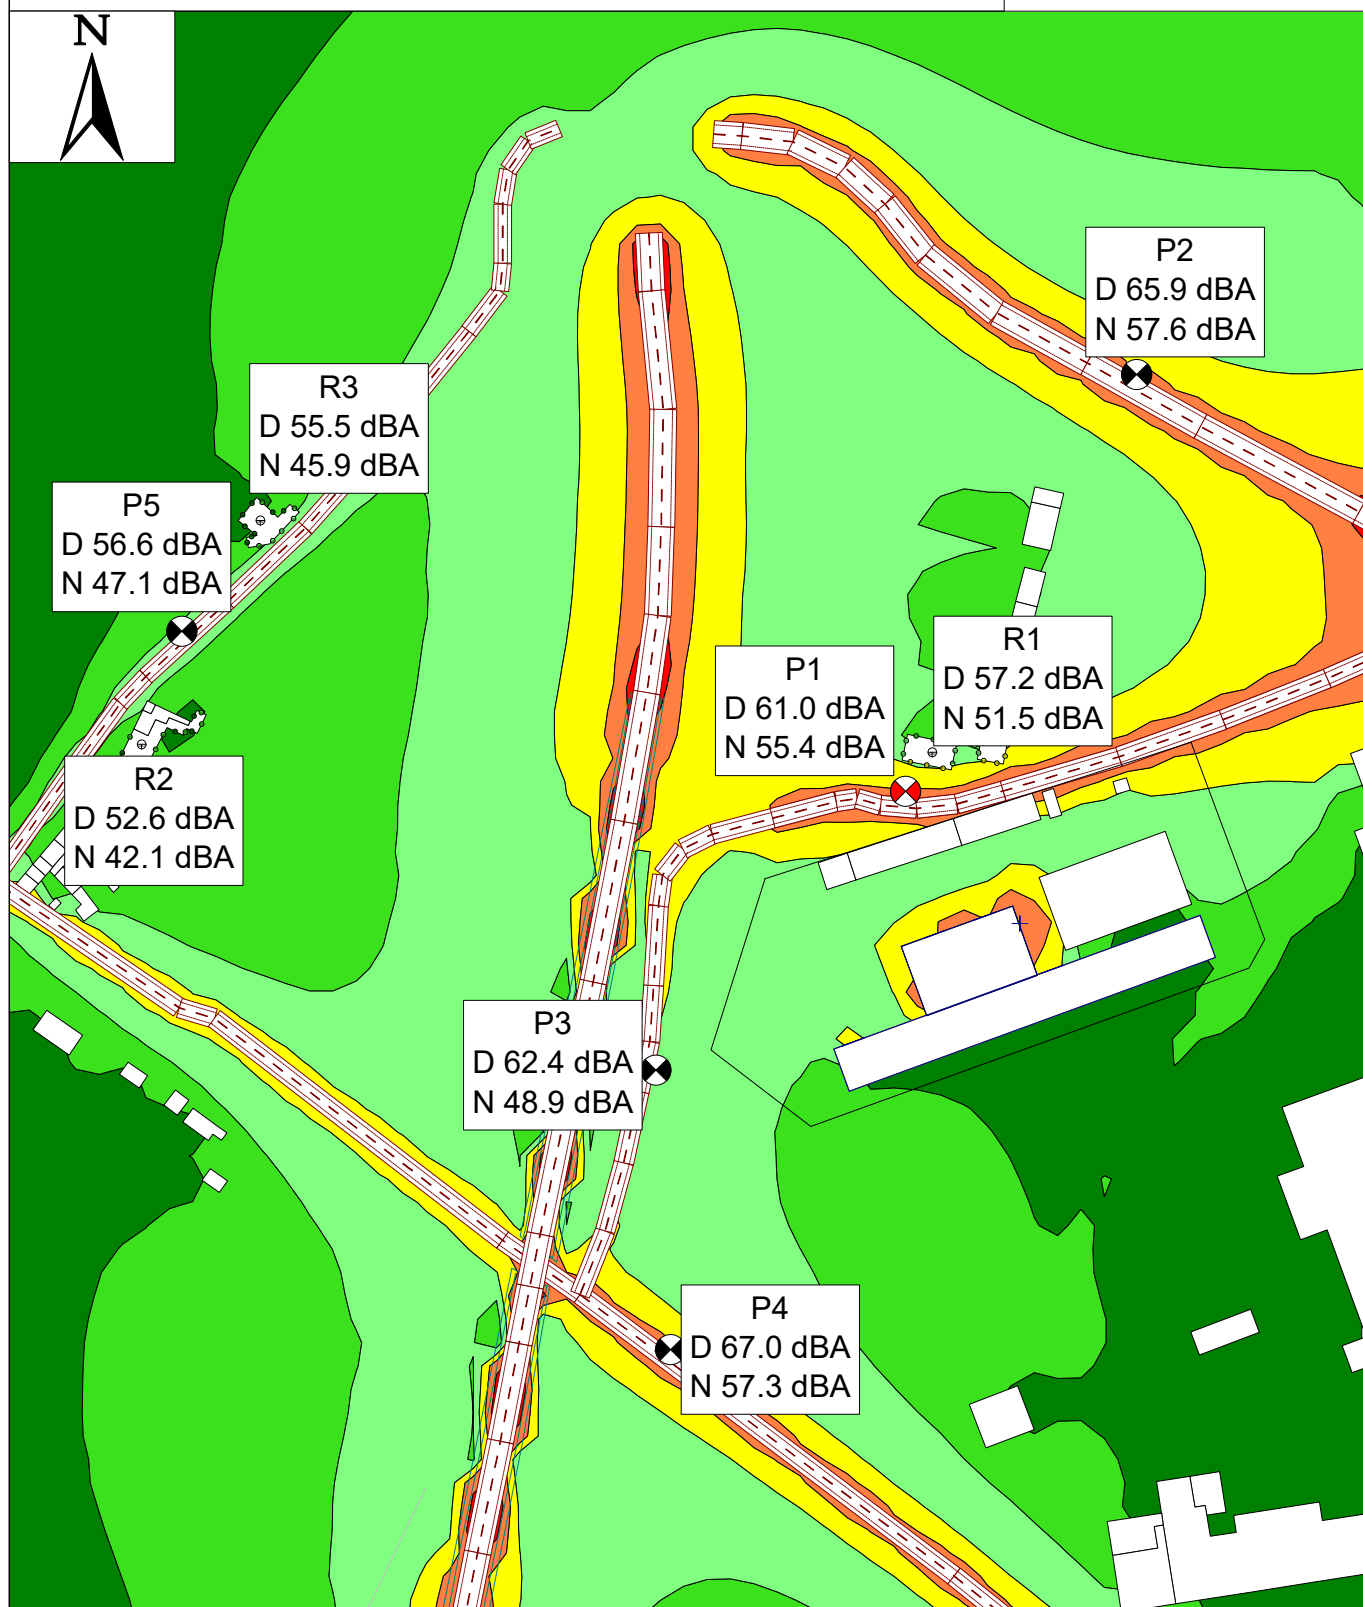 N
P2
D 65.9 dBA
N 57.6 dBA
R3
D 55.5 dBA
N 45.9 dBA
P5
D 56.6 dBA
N 47.1 dBA
R1
D 57.2 dBA
N 51.5 dBA
P1
D 61.0 dBA
N 55.4 dBA
R2
D 52.6 dBA
N 42.1 dBA
P3
D 62.4 dBA
N 48.9 dBA
P4
D 67.0 dBA
N 57.3 dBA